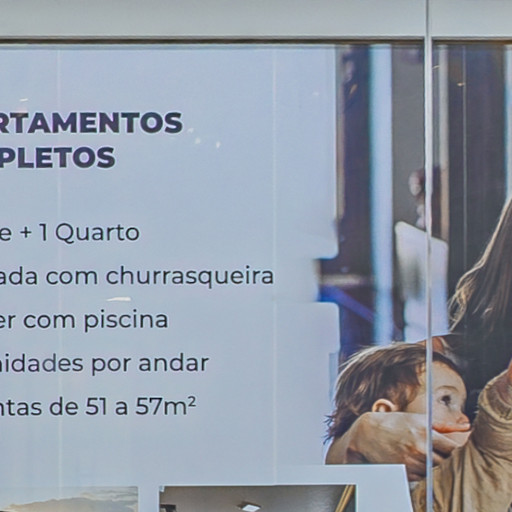 RTAMENTOS
PLETOS
e + 1 Quarto
ada com churrasqueira
er com piscina
nidades por andar
ntas de 51 a 57m²